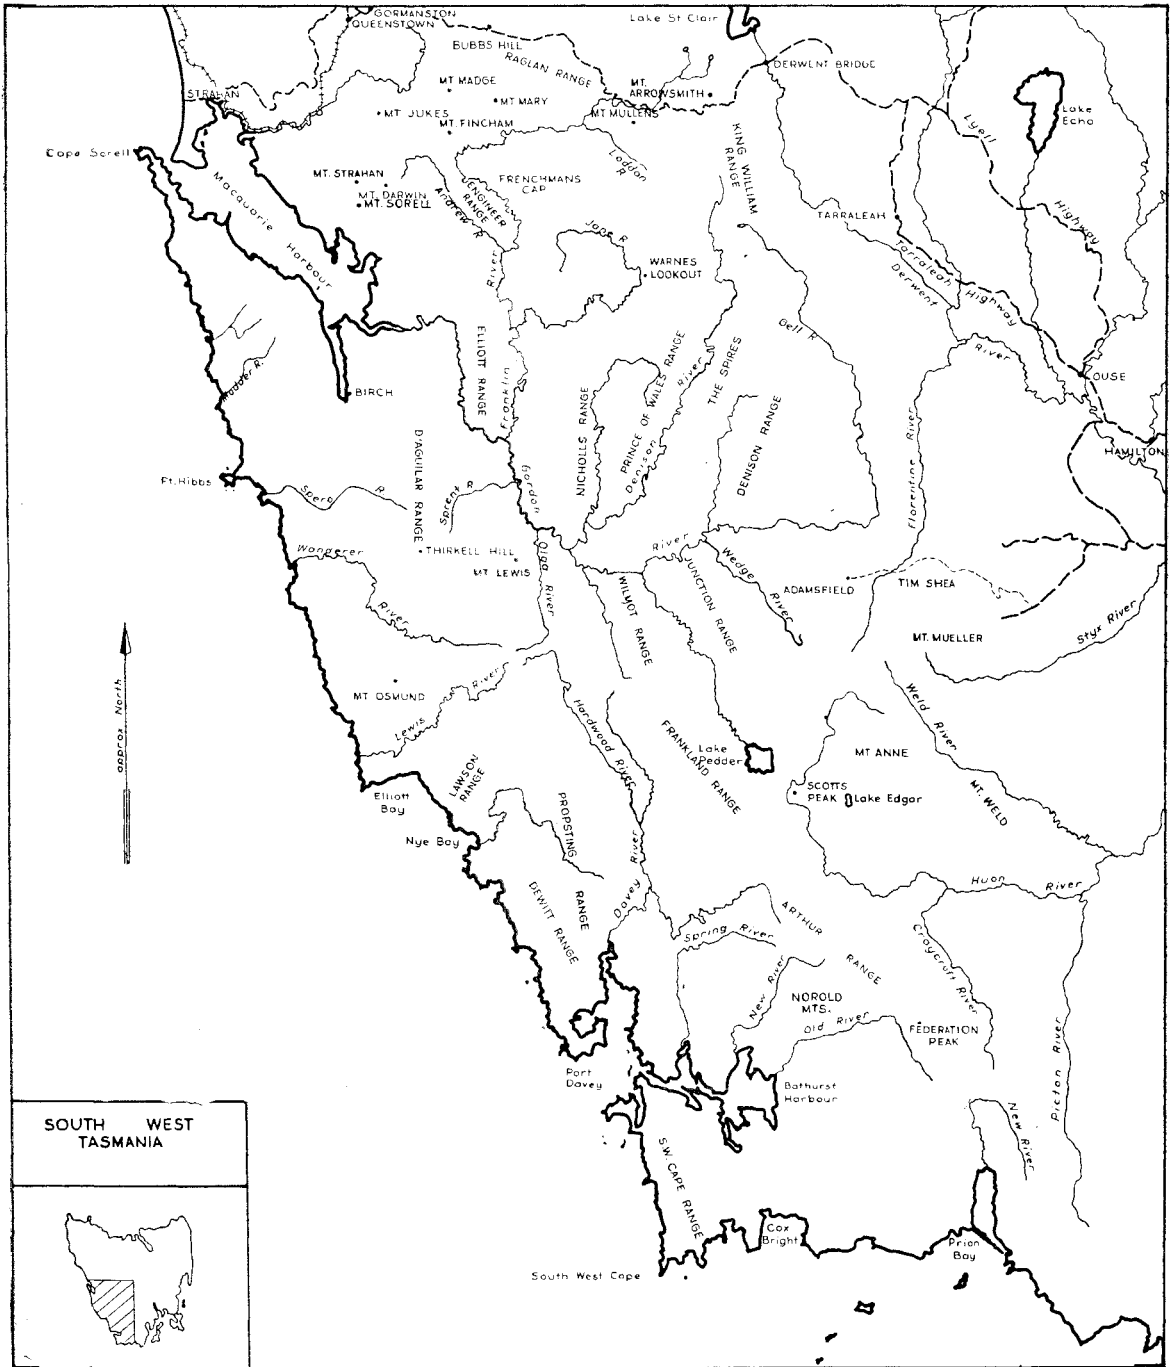 GORMANSTON
QUEENSTOWN
Lake St Clair
BUBBS HILL
RAGLAN RANGE
DERWENT BRIDGE
MT MADGE
MT.
ARROWSMITH
STRAHAN
MT MARY
Lake
Echo
MT JUKES
MT. FINCHAM
MT MULLENS
Lyell
Highway
Cape Sorell
KING WILLIAM
RANGE
Loddon
R
MT. STRAHAN
FRENCHMANS
CAP
Macquarie Harbour
MT. DARWIN
MT. SORELL
ENGINEER
RANGE
Andrew R
TARRALEAH
Jane R.
Tarraleah Highway
Derwent
River
WARNES
LOOKOUT
River
Franklin
ELLIOTT RANGE
Gell R
THE SPIRES
PRINCE OF WALES RANGE
Denison River
NICHOLLS RANGE
DENISON RANGE
OUSE
BIRCH
HAMILTON
D'AGUILAR RANGE
Florentine River
Pt. Hibbs
Spero R.
Sprent R
Gordon
River
Wanderer
River
THIRKELL HILL
MT. LEWIS
Olga River
WILMOT RANGE
JUNCTION RANGE
Wedge
River
ADAMSFIELD
TIM SHEA
MT. MUELLER
Styx River
approx North
MT OSMUND
Lewis River
Hardwood River
FRANKLAND RANGE
Lake
Pedder
Weld River
MT ANNE
SCOTTS
PEAK
Lake Edgar
MT. WELD
LAWSON
RANGE
Elliott
Bay
Nye Bay
PROPSTING RANGE
DEWITT RANGE
Davey River
Huon River
Spring River
ARTHUR RANGE
Craycroft River
New River
NOROLD
MTS.
Old River
FEDERATION
PEAK
Picton River
Port
Davey
Bathurst
Harbour
New River
S.W. CAPE RANGE
Cox
Bright
Prion
Bay
South West Cape
SOUTH WEST
TASMANIA